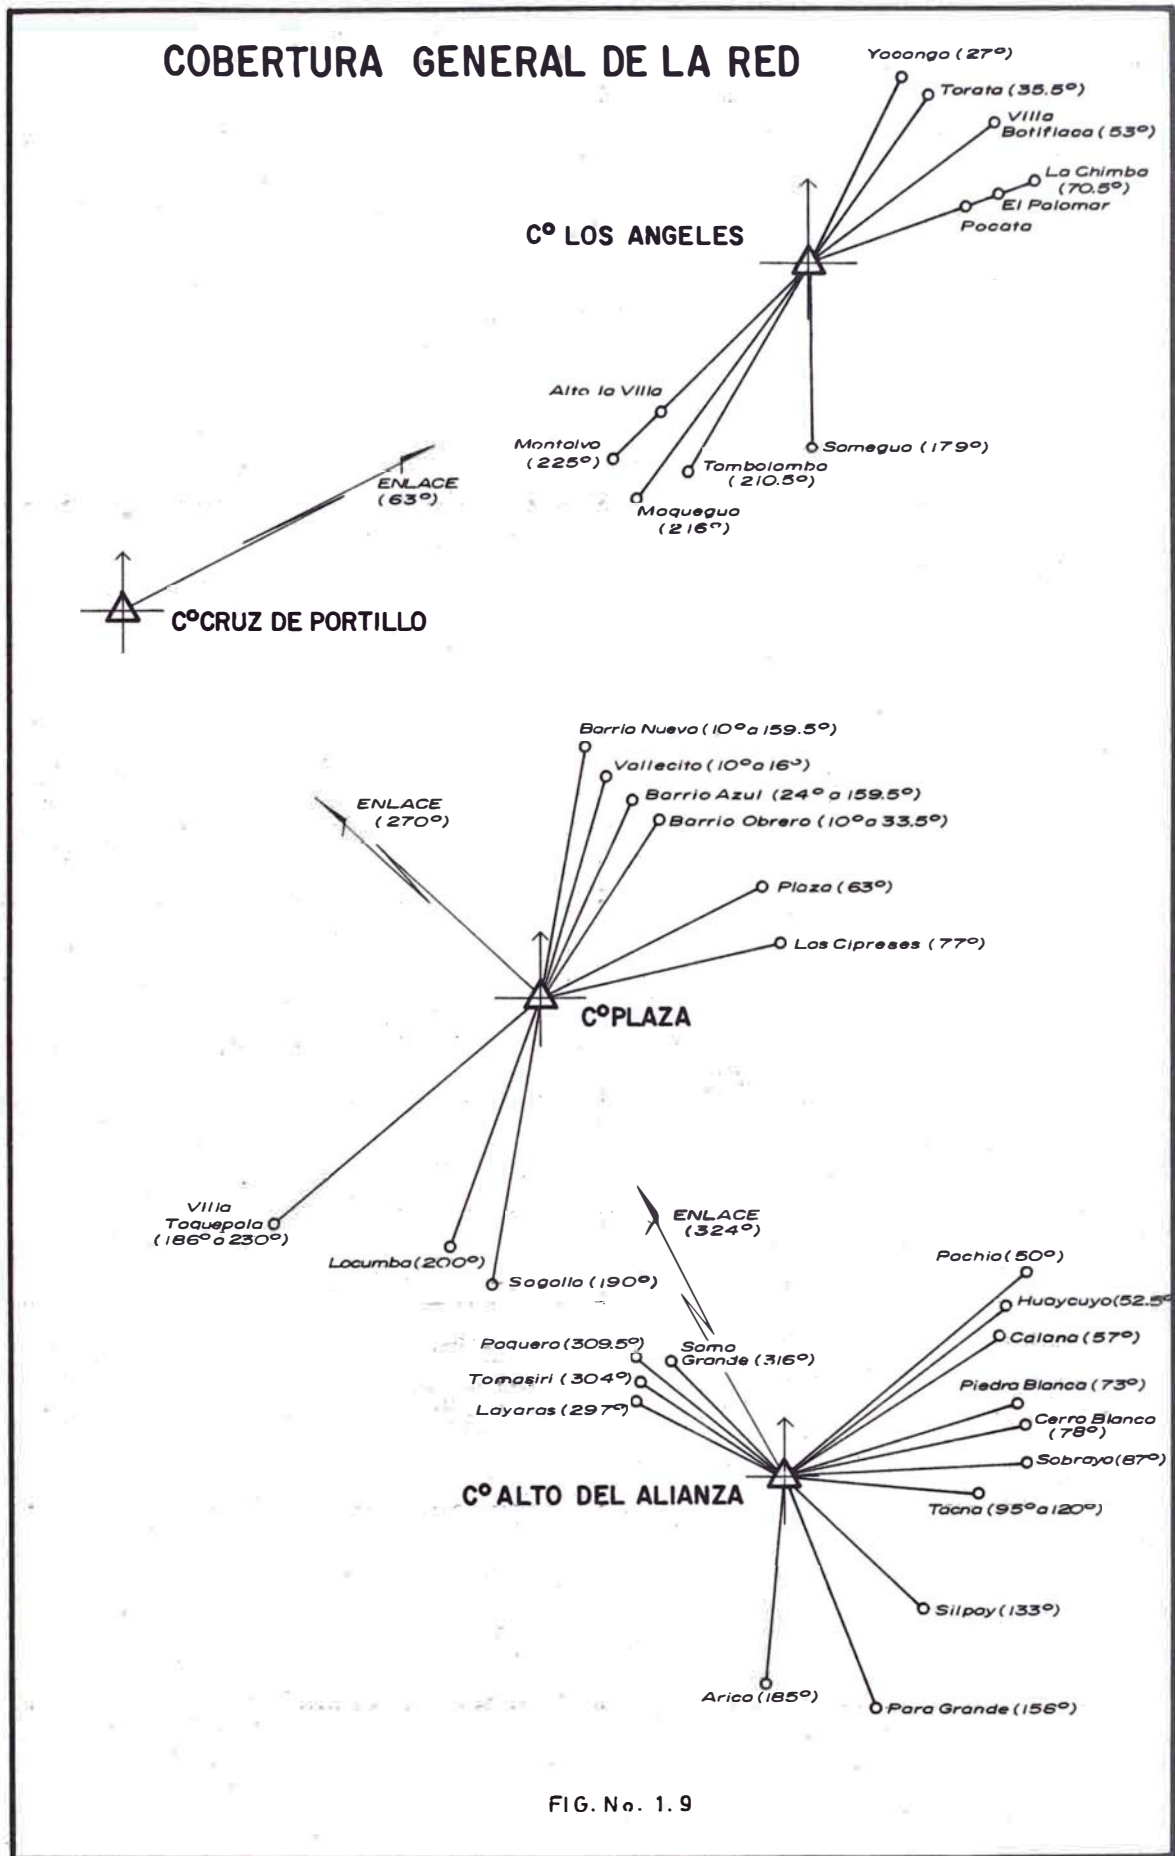 COBERTURA GENERAL DE LA RED
Yocongo (27°)
Torata (35.5°)
Villa
Botiflaca (53°)
La Chimba
(70.5°)
El Palomar
Pocata
C° LOS ANGELES
Alto la Villa
Montalvo
(225°)
Samegua (179°)
Tombolombo
(210.5°)
Moquegua
(216°)
ENLACE
(63°)
C° CRUZ DE PORTILLO
Barrio Nuevo (10° a 159.5°)
Vallecito (10° a 16°)
ENLACE
(270°)
Barrio Azul (24° a 159.5°)
Barrio Obrero (10° a 33.5°)
Plaza (63°)
Los Cipreses (77°)
C° PLAZA
Villa
Toquepala
(186° a 230°)
Locumba (200°)
Sagollo (190°)
ENLACE
(324°)
Pachia (50°)
Huaycuyo (52.5°
Calana (57°)
Poquera (309.5°)
Sama
Grande (316°)
Tomasiri (304°)
Layaras (297°)
Piedra Blanca (73°)
Cerro Blanco
(78°)
Sobraya (87°)
C° ALTO DEL ALIANZA
Tacna (95° a 120°)
Silpay (133°)
Arica (185°)
Para Grande (156°)
FIG. No. 1.9